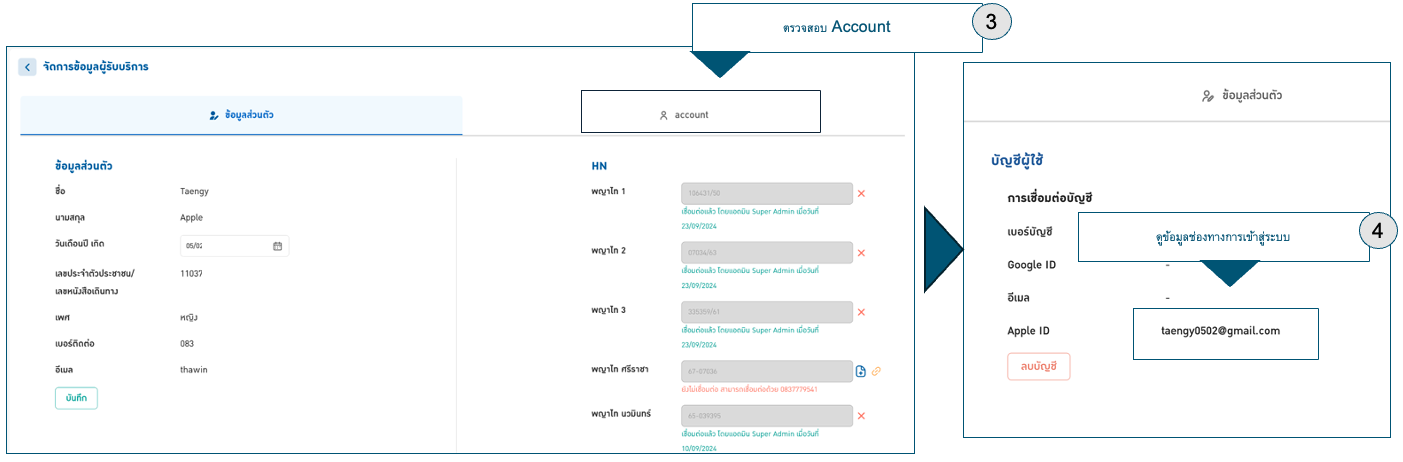 ตรวจสอบ Account
3
จัดการข้อมูลผู้รับบริการ
ข้อมูลส่วนตัว
account
ข้อมูลส่วนตัว
ชื่อ Taengy
นามสกุล Apple
วันเดือนปี เกิด 05/02
เลขประจำตัวประชาชน/ 11037
เลขหนังสือเดินทาง
เพศ หญิง
เบอร์ติดต่อ 083
อีเมล thawin
บันทึก
HN
พญาไท 1 106431/50
เชื่อมต่อแล้ว โดยแอดมิน Super Admin เมื่อวันที่
23/09/2024
พญาไท 2 07034/63
เชื่อมต่อแล้ว โดยแอดมิน Super Admin เมื่อวันที่
23/09/2024
พญาไท 3 335359/61
เชื่อมต่อแล้ว โดยแอดมิน Super Admin เมื่อวันที่
23/09/2024
พญาไท ศรีราชา 67-07036
ยังไม่เชื่อมต่อ สามารถเชื่อมต่อด้วย 0837779541
พญาไท นวมินทร์ 65-039395
เชื่อมต่อแล้ว โดยแอดมิน Super Admin เมื่อวันที่
10/09/2024
ข้อมูลส่วนตัว
บัญชีผู้ใช้
การเชื่อมต่อบัญชี
เบอร์บัญชี
ดูข้อมูลช่องทางการเข้าสู่ระบบ
4
Google ID -
อีเมล -
Apple ID taengy0502@gmail.com
ลบบัญชี